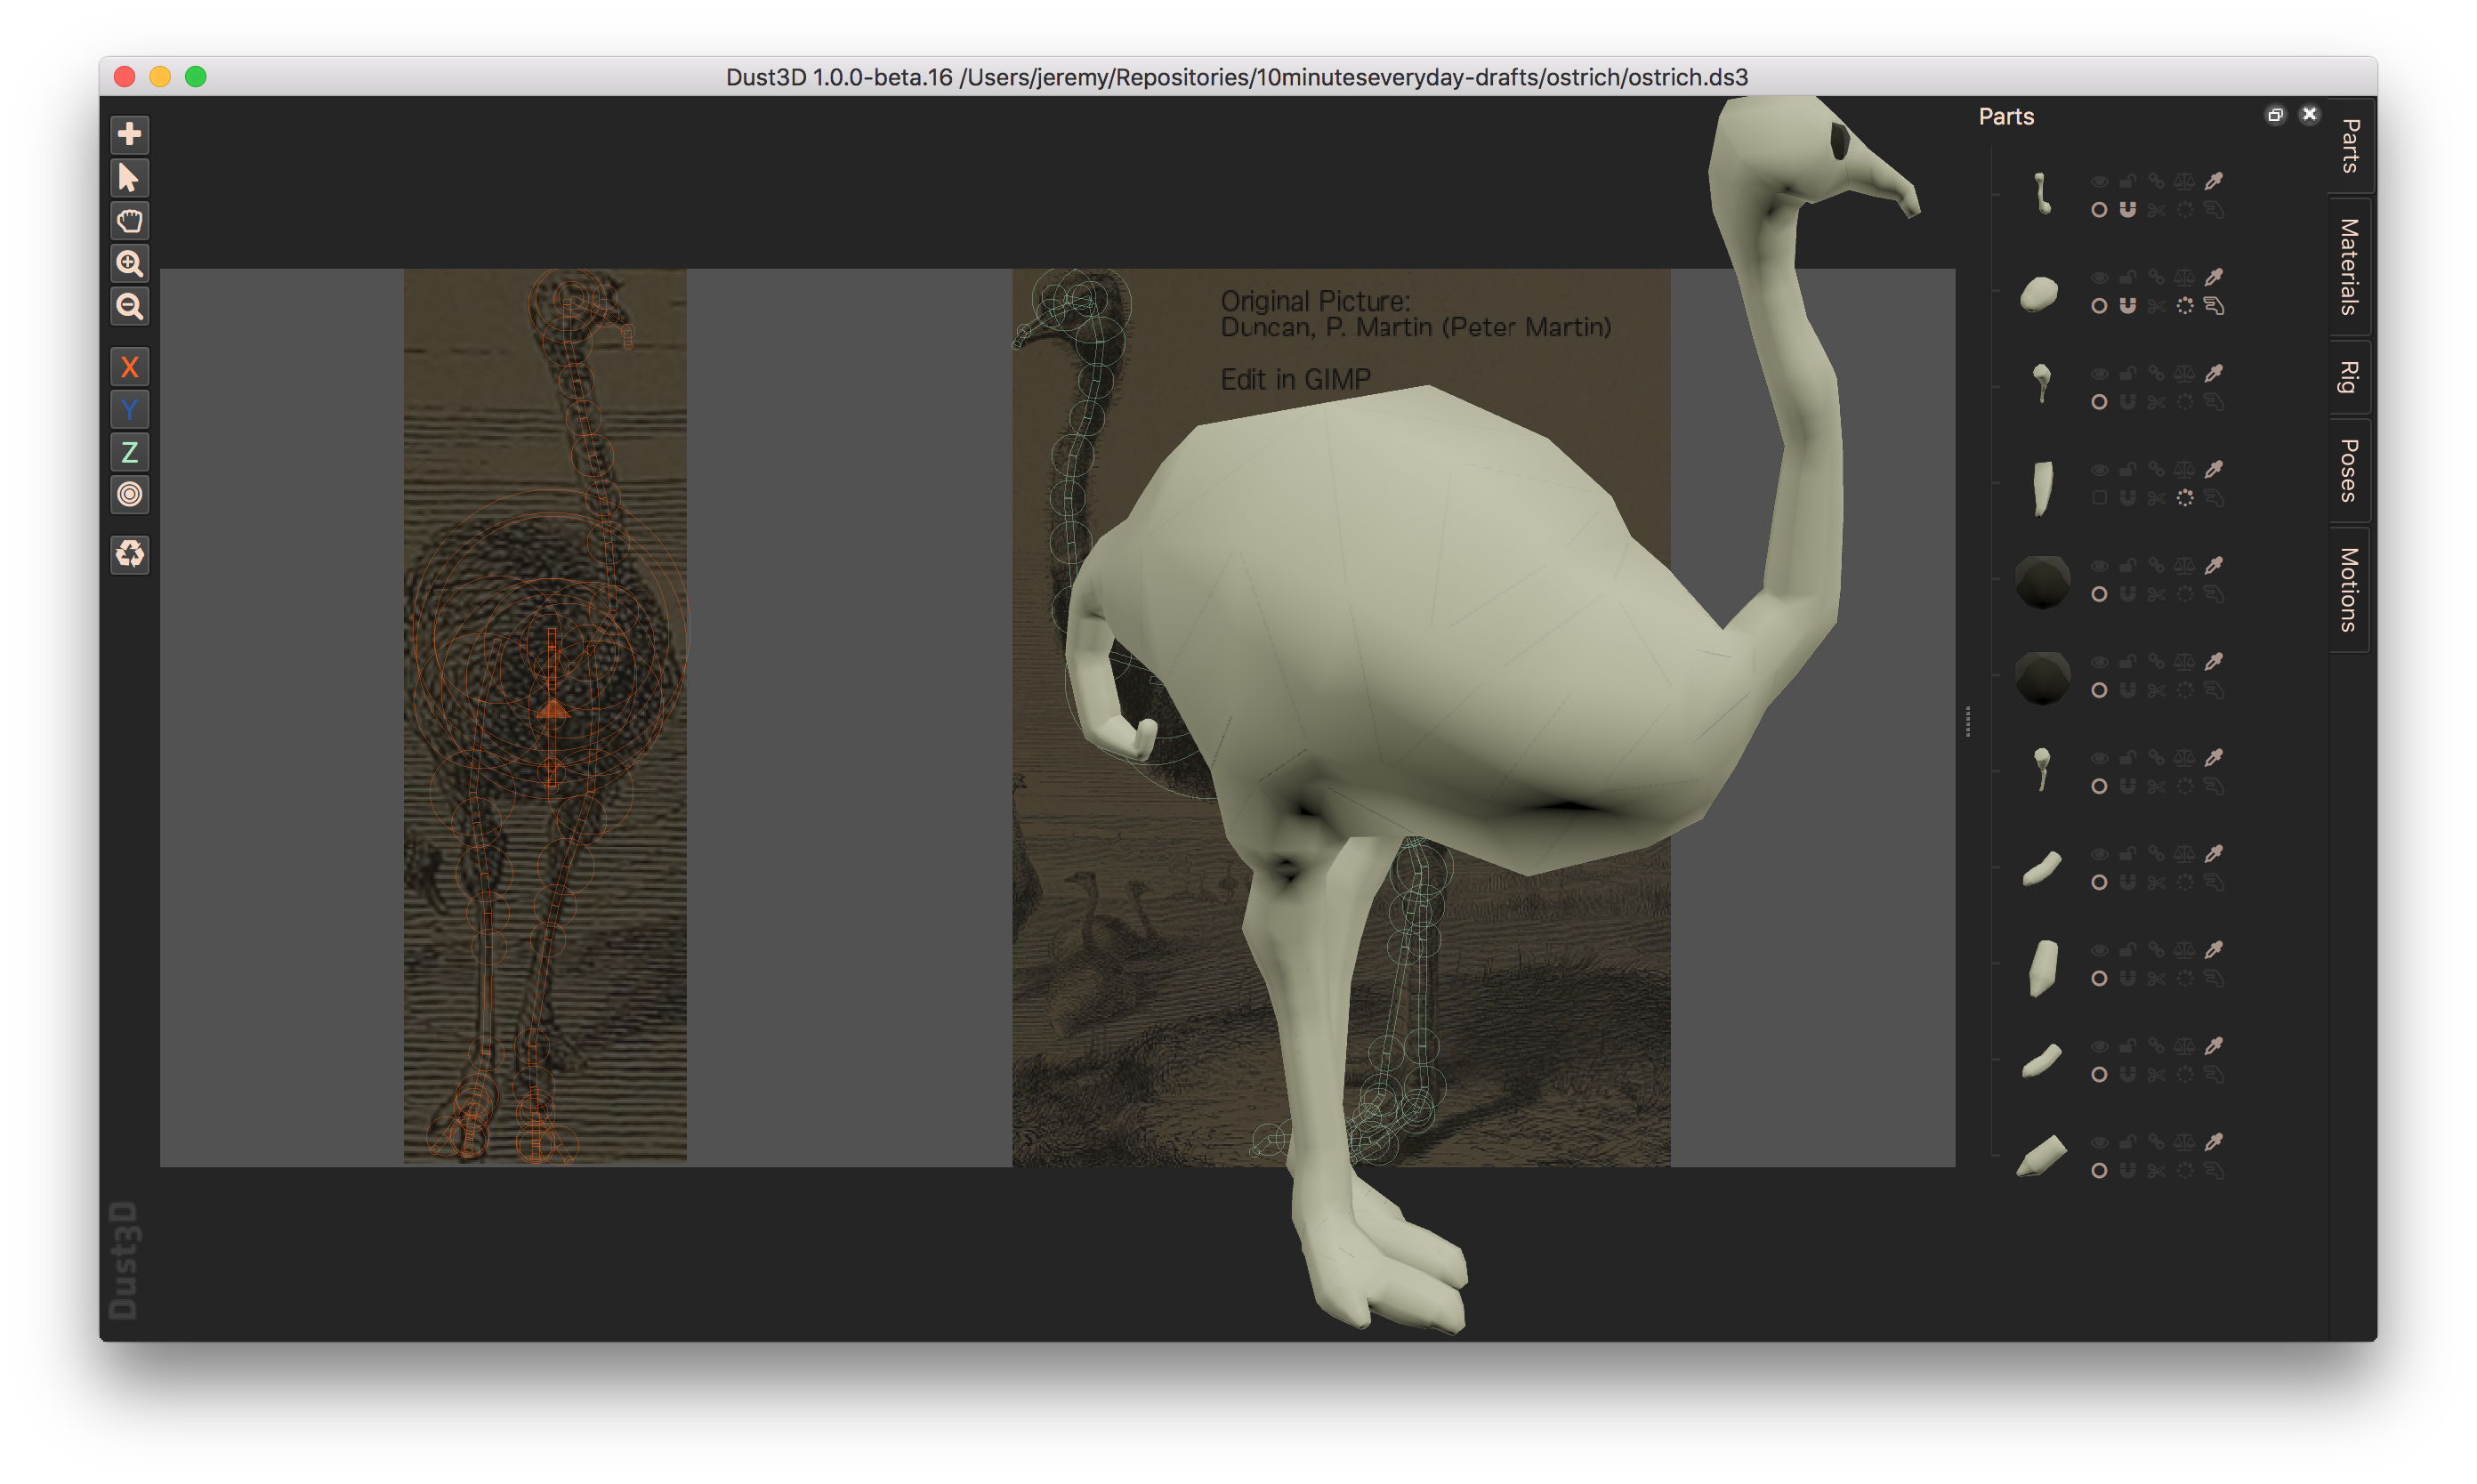 Dust3D 1.0.0-beta.16 /Users/jeremy/Repositories/10minuteseveryday-drafts/ostrich/ostrich.ds3
X
Y
Z
Dust3D
Original Picture:
Duncan, P. Martin (Peter Martin)
Edit in GIMP
Parts
Parts
Materials
Rig
Poses
Motions